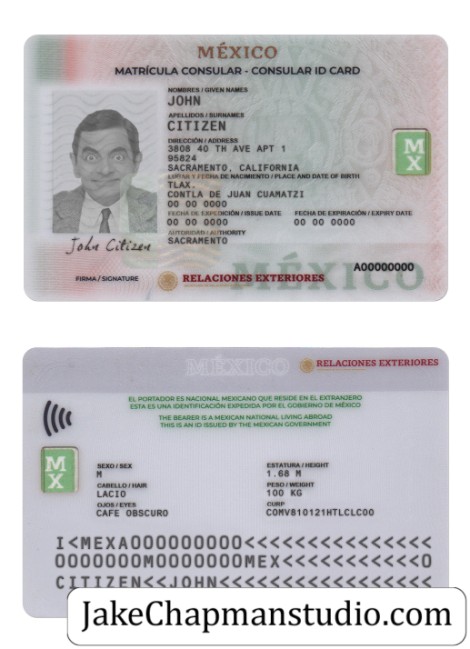 MÉXICO
MATRÍCULA CONSULAR - CONSULAR ID CARD
NOMBRES / GIVEN NAMES
JOHN
APELLIDOS / SURNAMES
CITIZEN
DIRECCIÓN / ADDRESS
3808 40 TH AVE APT 1
95824
SACRAMENTO, CALIFORNIA
LUGAR Y FECHA DE NACIMIENTO / PLACE AND DATE OF BIRTH
TLAX.
CONTLA DE JUAN CUAMATZI
00 00 0000
FECHA DE EXPEDICIÓN / ISSUE DATE FECHA DE EXPIRACIÓN / EXPIRY DATE
00 00 0000 00 00 0000
AUTORIDAD / AUTHORITY
SACRAMENTO
MX
John Citizen
FIRMA / SIGNATURE
RELACIONES EXTERIORES
MÉXICO
A00000000
MÉXICO
RELACIONES EXTERIORES
EL PORTADOR ES NACIONAL MEXICANO QUE RESIDE EN EL EXTRANJERO
ESTA ES UNA IDENTIFICACIÓN EXPEDIDA POR EL GOBIERNO DE MÉXICO
THE BEARER IS A MEXICAN NATIONAL LIVING ABROAD
THIS IS AN ID ISSUED BY THE MEXICAN GOVERNMENT
MX
SEXO / SEX
M
ESTATURA / HEIGHT
1.68 M
CABELLO / HAIR
LACIO
PESO / WEIGHT
100 KG
OJOS / EYES
CAFE OBSCURO
CURP
COMV810121HTLCLC00
I<MEXA000000000<<<<<<<<<<<<<<<
0000000M0000000MEX<<<<<<<<<<<0
CITIZEN<<JOHN<<<<<<<<<<<<<<<<<
JakeChapmanstudio.com